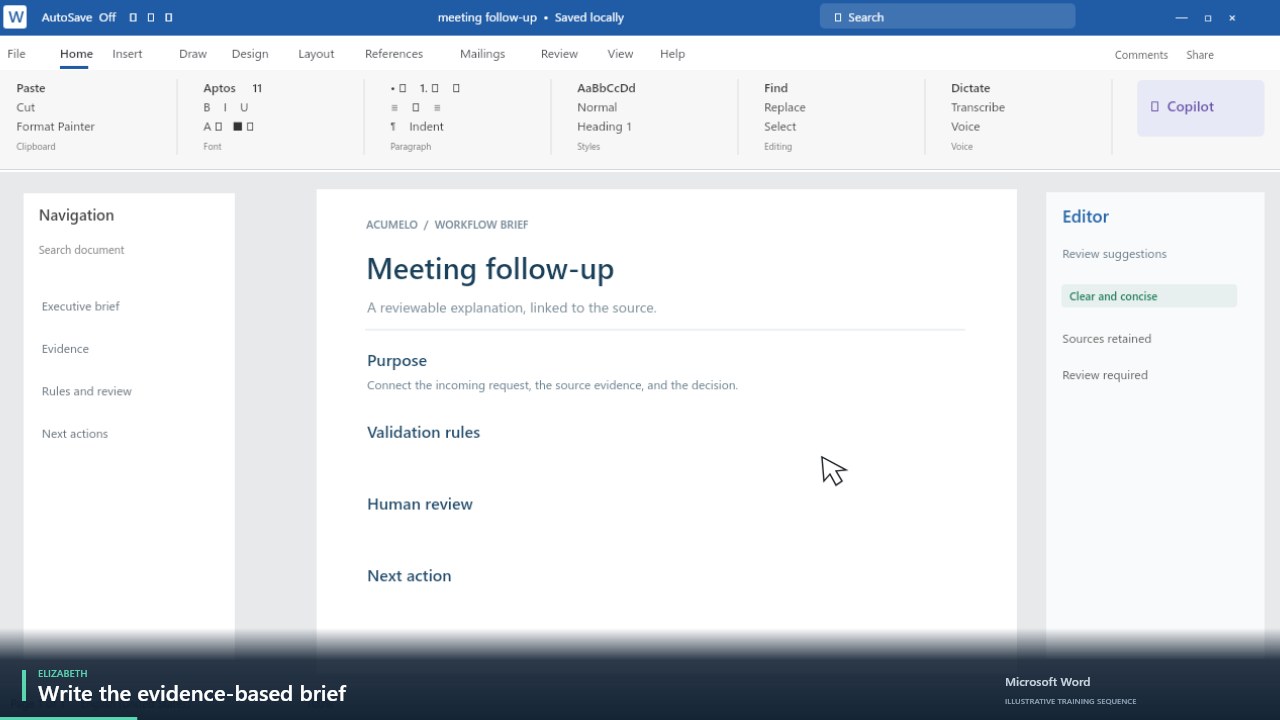 W AutoSave Off meeting follow-up • Saved locally Search
File Home Insert Draw Design Layout References Mailings Review View Help Comments Share
Paste
Cut
Format Painter
Clipboard
Aptos 11
B I U
A
Font
• 1.
¶ Indent
Paragraph
AaBbCcDd
Normal
Heading 1
Styles
Find
Replace
Select
Editing
Dictate
Transcribe
Voice
Voice
Copilot
Navigation
Search document
Executive brief
Evidence
Rules and review
Next actions
ACUMELO / WORKFLOW BRIEF
Meeting follow-up
A reviewable explanation, linked to the source.
Purpose
Connect the incoming request, the source evidence, and the decision.
Validation rules
Human review
Next action
Editor
Review suggestions
Clear and concise
Sources retained
Review required
ELIZABETH
Write the evidence-based brief
Microsoft Word
ILLUSTRATIVE TRAINING SEQUENCE